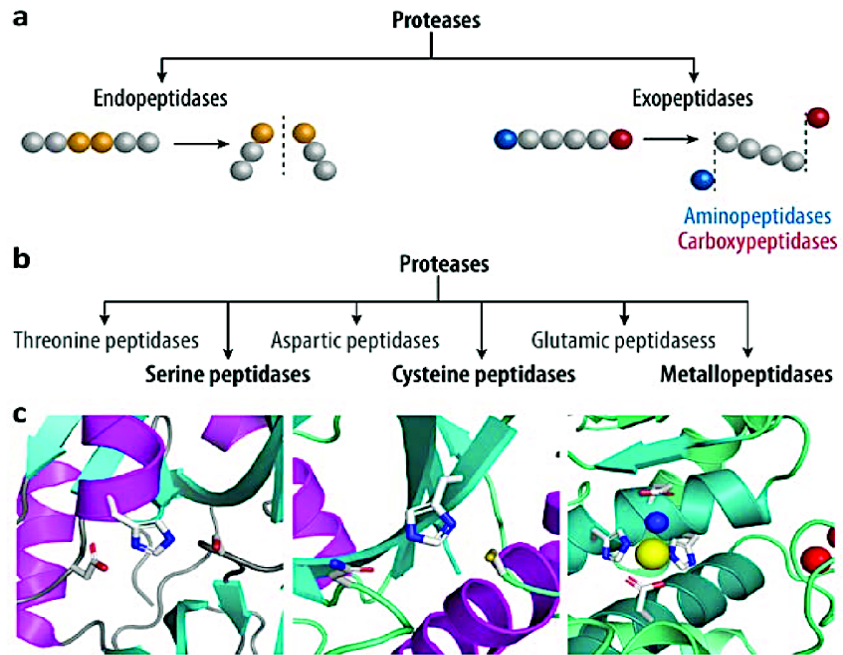 a
Proteases
Endopeptidases
Exopeptidases
Aminopeptidases
Carboxypeptidases
b
Proteases
Threonine peptidases
Aspartic peptidases
Glutamic peptidasess
Serine peptidases
Cysteine peptidases
Metallopeptidases
c